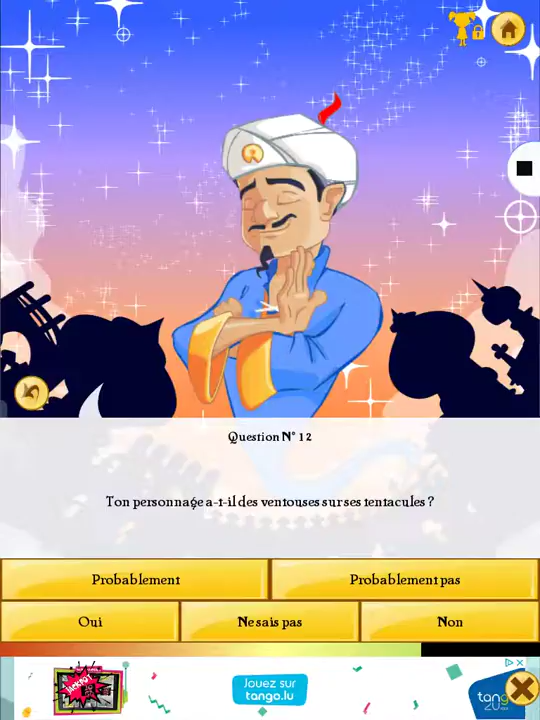 Question N° 12
Ton personnage a-t-il des ventouses sur ses tentacules ?
Probablement
Probablement pas
Oui
Ne sais pas
Non
JACKPOT
Jouez sur
tango.lu